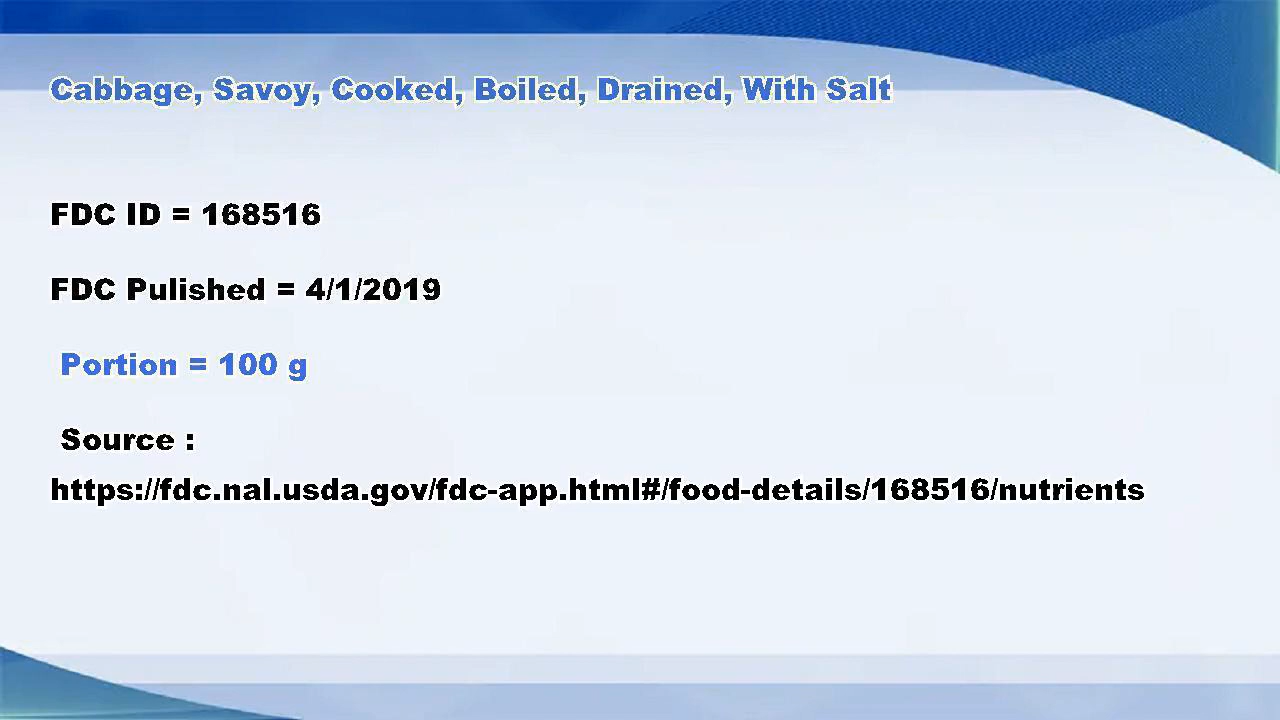 Cabbage, Savoy, Cooked, Boiled, Drained, With Salt
FDC ID = 168516
FDC Pulished = 4/1/2019
Portion = 100 g
Source :
https://fdc.nal.usda.gov/fdc-app.html#/food-details/168516/nutrients